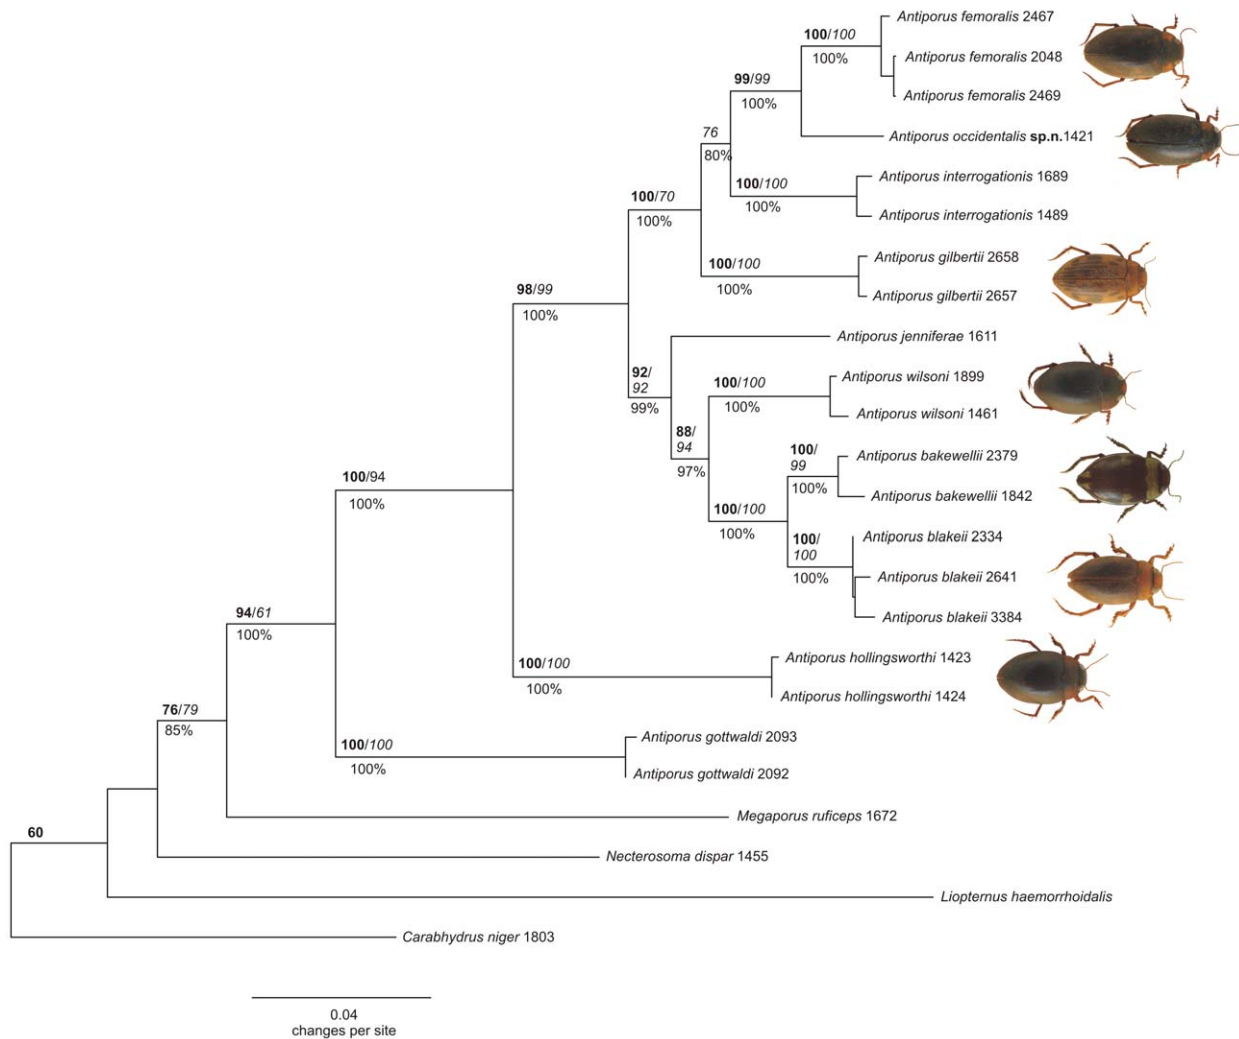 Antiporus femoralis 2467
100/100
Antiporus femoralis 2048
100%
99/99
Antiporus femoralis 2469
100%
76
Antiporus occidentalis sp.n.1421
80%
100/100
Antiporus interrogationis 1689
100/70
100%
100%
Antiporus interrogationis 1489
100/100
Antiporus gilbertii 2658
100%
98/99
Antiporus gilbertii 2657
100%
Antiporus jenniferae 1611
92/
92
99%
100/100
Antiporus wilsoni 1899
100%
Antiporus wilsoni 1461
88/
94
97%
100/
99
Antiporus bakewellii 2379
100%
100/94
Antiporus bakewellii 1842
100%
100/100
100%
100/
100
Antiporus blakeii 2334
100%
Antiporus blakeii 2641
94/61
Antiporus blakeii 3384
100%
100/100
Antiporus hollingsworthi 1423
100%
Antiporus hollingsworthi 1424
76/79
85%
100/100
Antiporus gottwaldi 2093
100%
Antiporus gottwaldi 2092
Megaporus ruficeps 1672
60
Necterosoma dispar 1455
Liopternus haemorrhoidalis
Carabhydrus niger 1803
0.04
changes per site